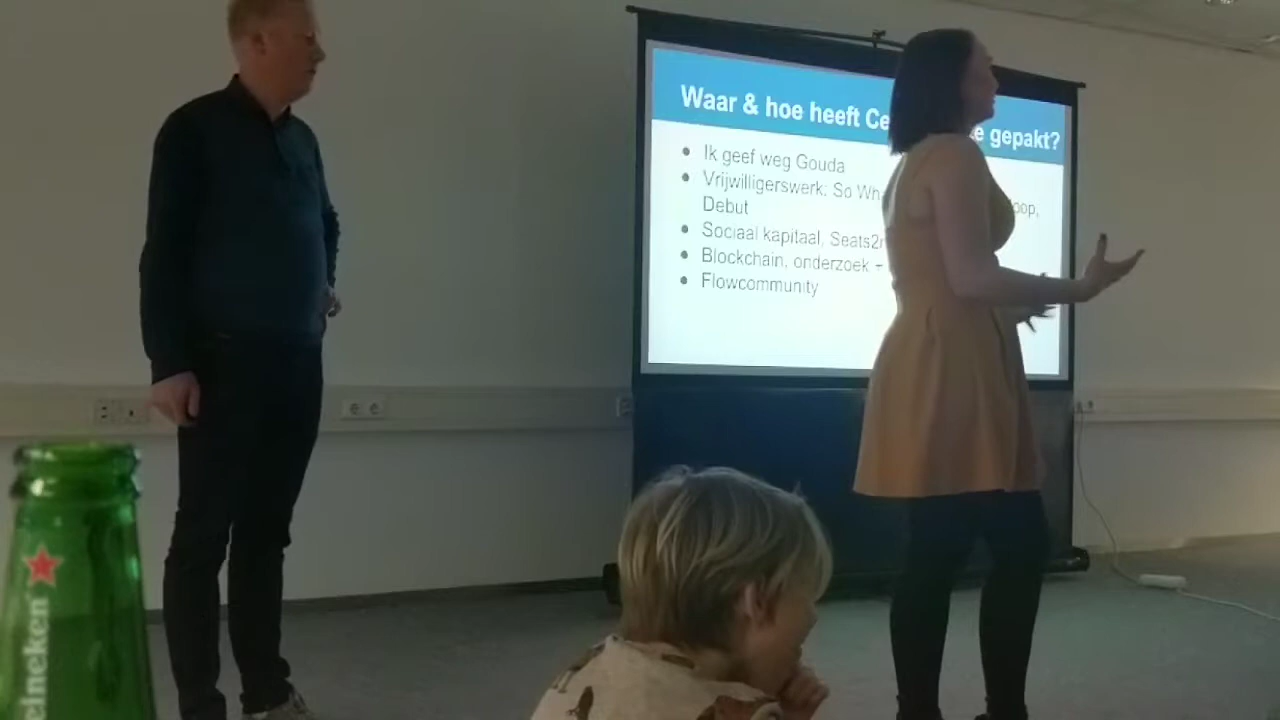 Waar & hoe heeft Ce e gepakt?
Ik geef weg Gouda
Vrijwilligerswerk: So Wh oop,
Debut
Sociaal kapitaal, Seats2
Blockchain, onderzoek
Flowcommunity
eineken